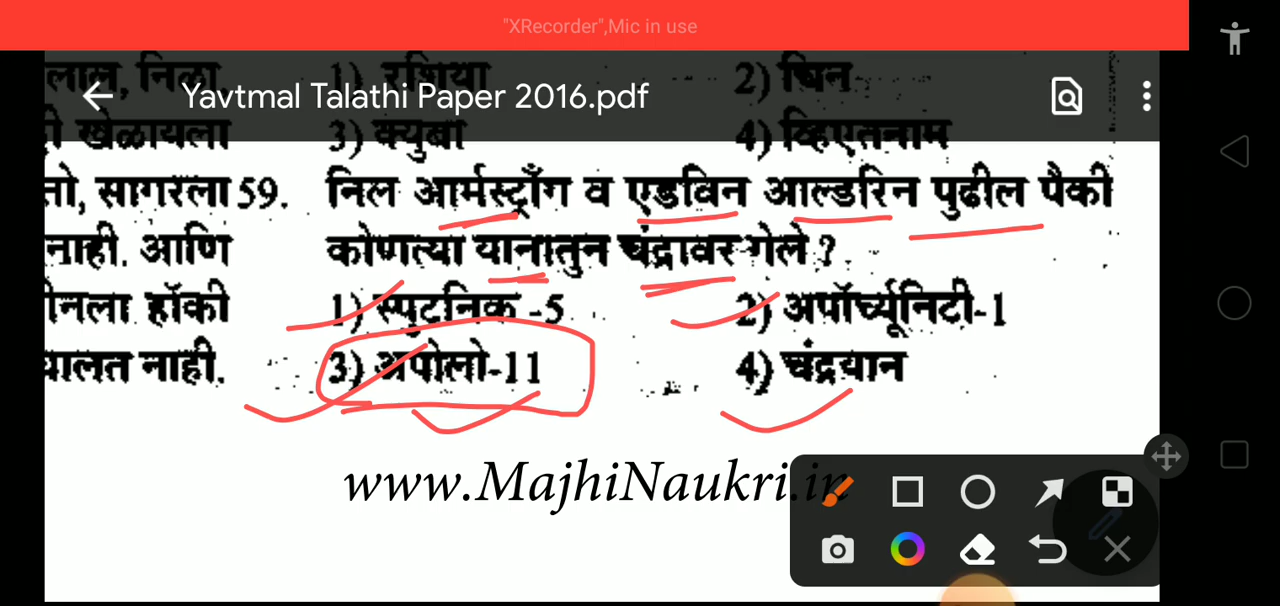 "XRecorder",Mic in use
Yavtmal Talathi Paper 2016.pdf
लाल, निळा,
1) रशिया
2) चिन
ही खेळायला
3) क्युबा
4) व्हिएतनाम
तो, सागरला
59. निल आर्मस्ट्राँग व एडविन आल्डरिन पुढील पैकी
नाही. आणि
कोणत्या यानातुन चंद्रावर गेले ?
हॉकी
1) स्पुटनिक -5
2) अपॉर्च्यूनिटी-1
घालत नाही.
3) अपोलो-11
4) चंद्रयान
www.MajhiNaukri.in